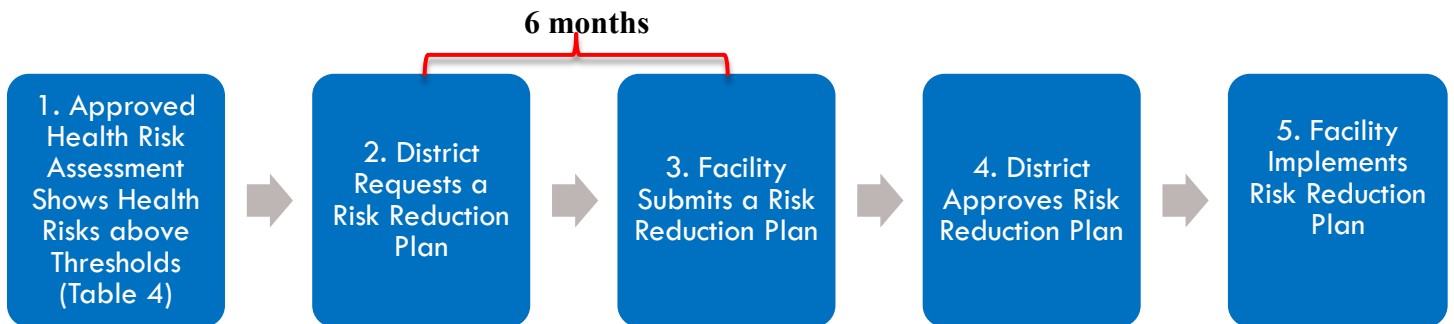 6 months
1. Approved
Health Risk
Assessment
Shows Health
Risks above
Thresholds
(Table 4)
2. District
Requests a
Risk Reduction
Plan
3. Facility
Submits a Risk
Reduction Plan
4. District
Approves Risk
Reduction Plan
5. Facility
Implements
Risk Reduction
Plan